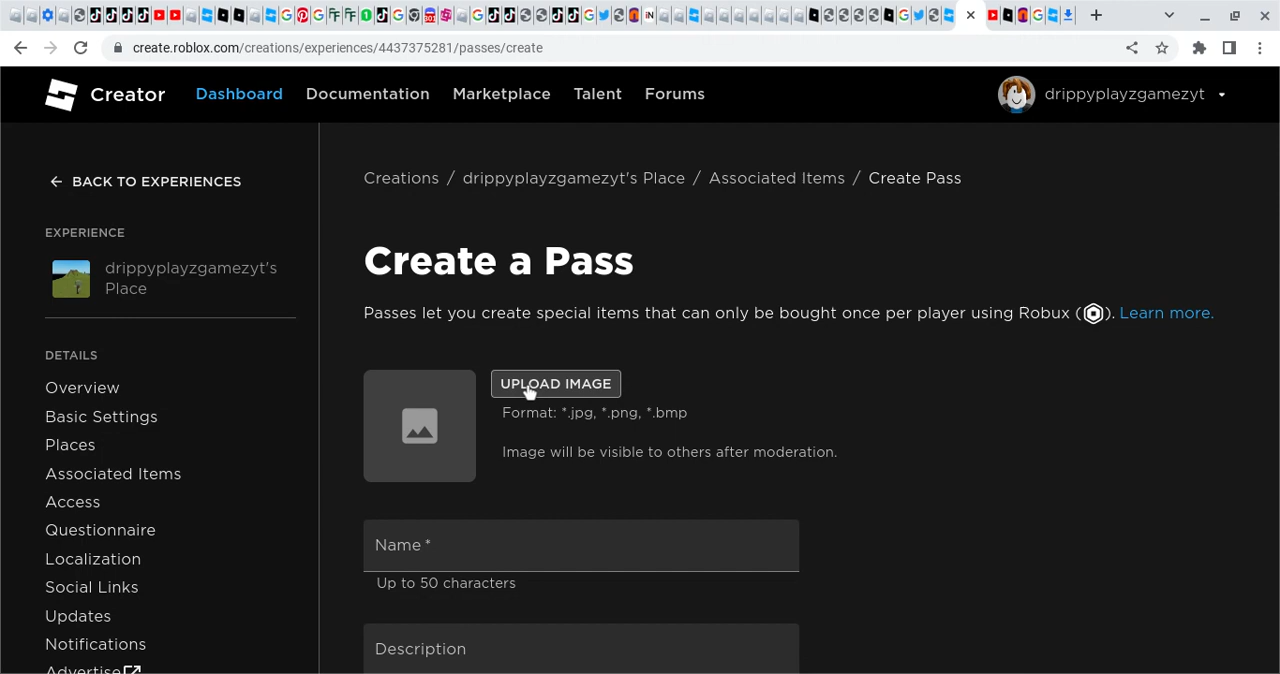 create.roblox.com/creations/experiences/4437375281/passes/create
Creator Dashboard Documentation Marketplace Talent Forums drippyplayzgamezyt
BACK TO EXPERIENCES
Creations / drippyplayzgamezyt's Place / Associated Items / Create Pass
EXPERIENCE
drippyplayzgamezyt's
Place
Create a Pass
Passes let you create special items that can only be bought once per player using Robux ( ). Learn more.
DETAILS
Overview
Basic Settings
Places
Associated Items
Access
Questionnaire
Localization
Social Links
Updates
Notifications
Advertise
UPLOAD IMAGE
Format: *.jpg, *.png, *.bmp
Image will be visible to others after moderation.
Name *
Up to 50 characters
Description